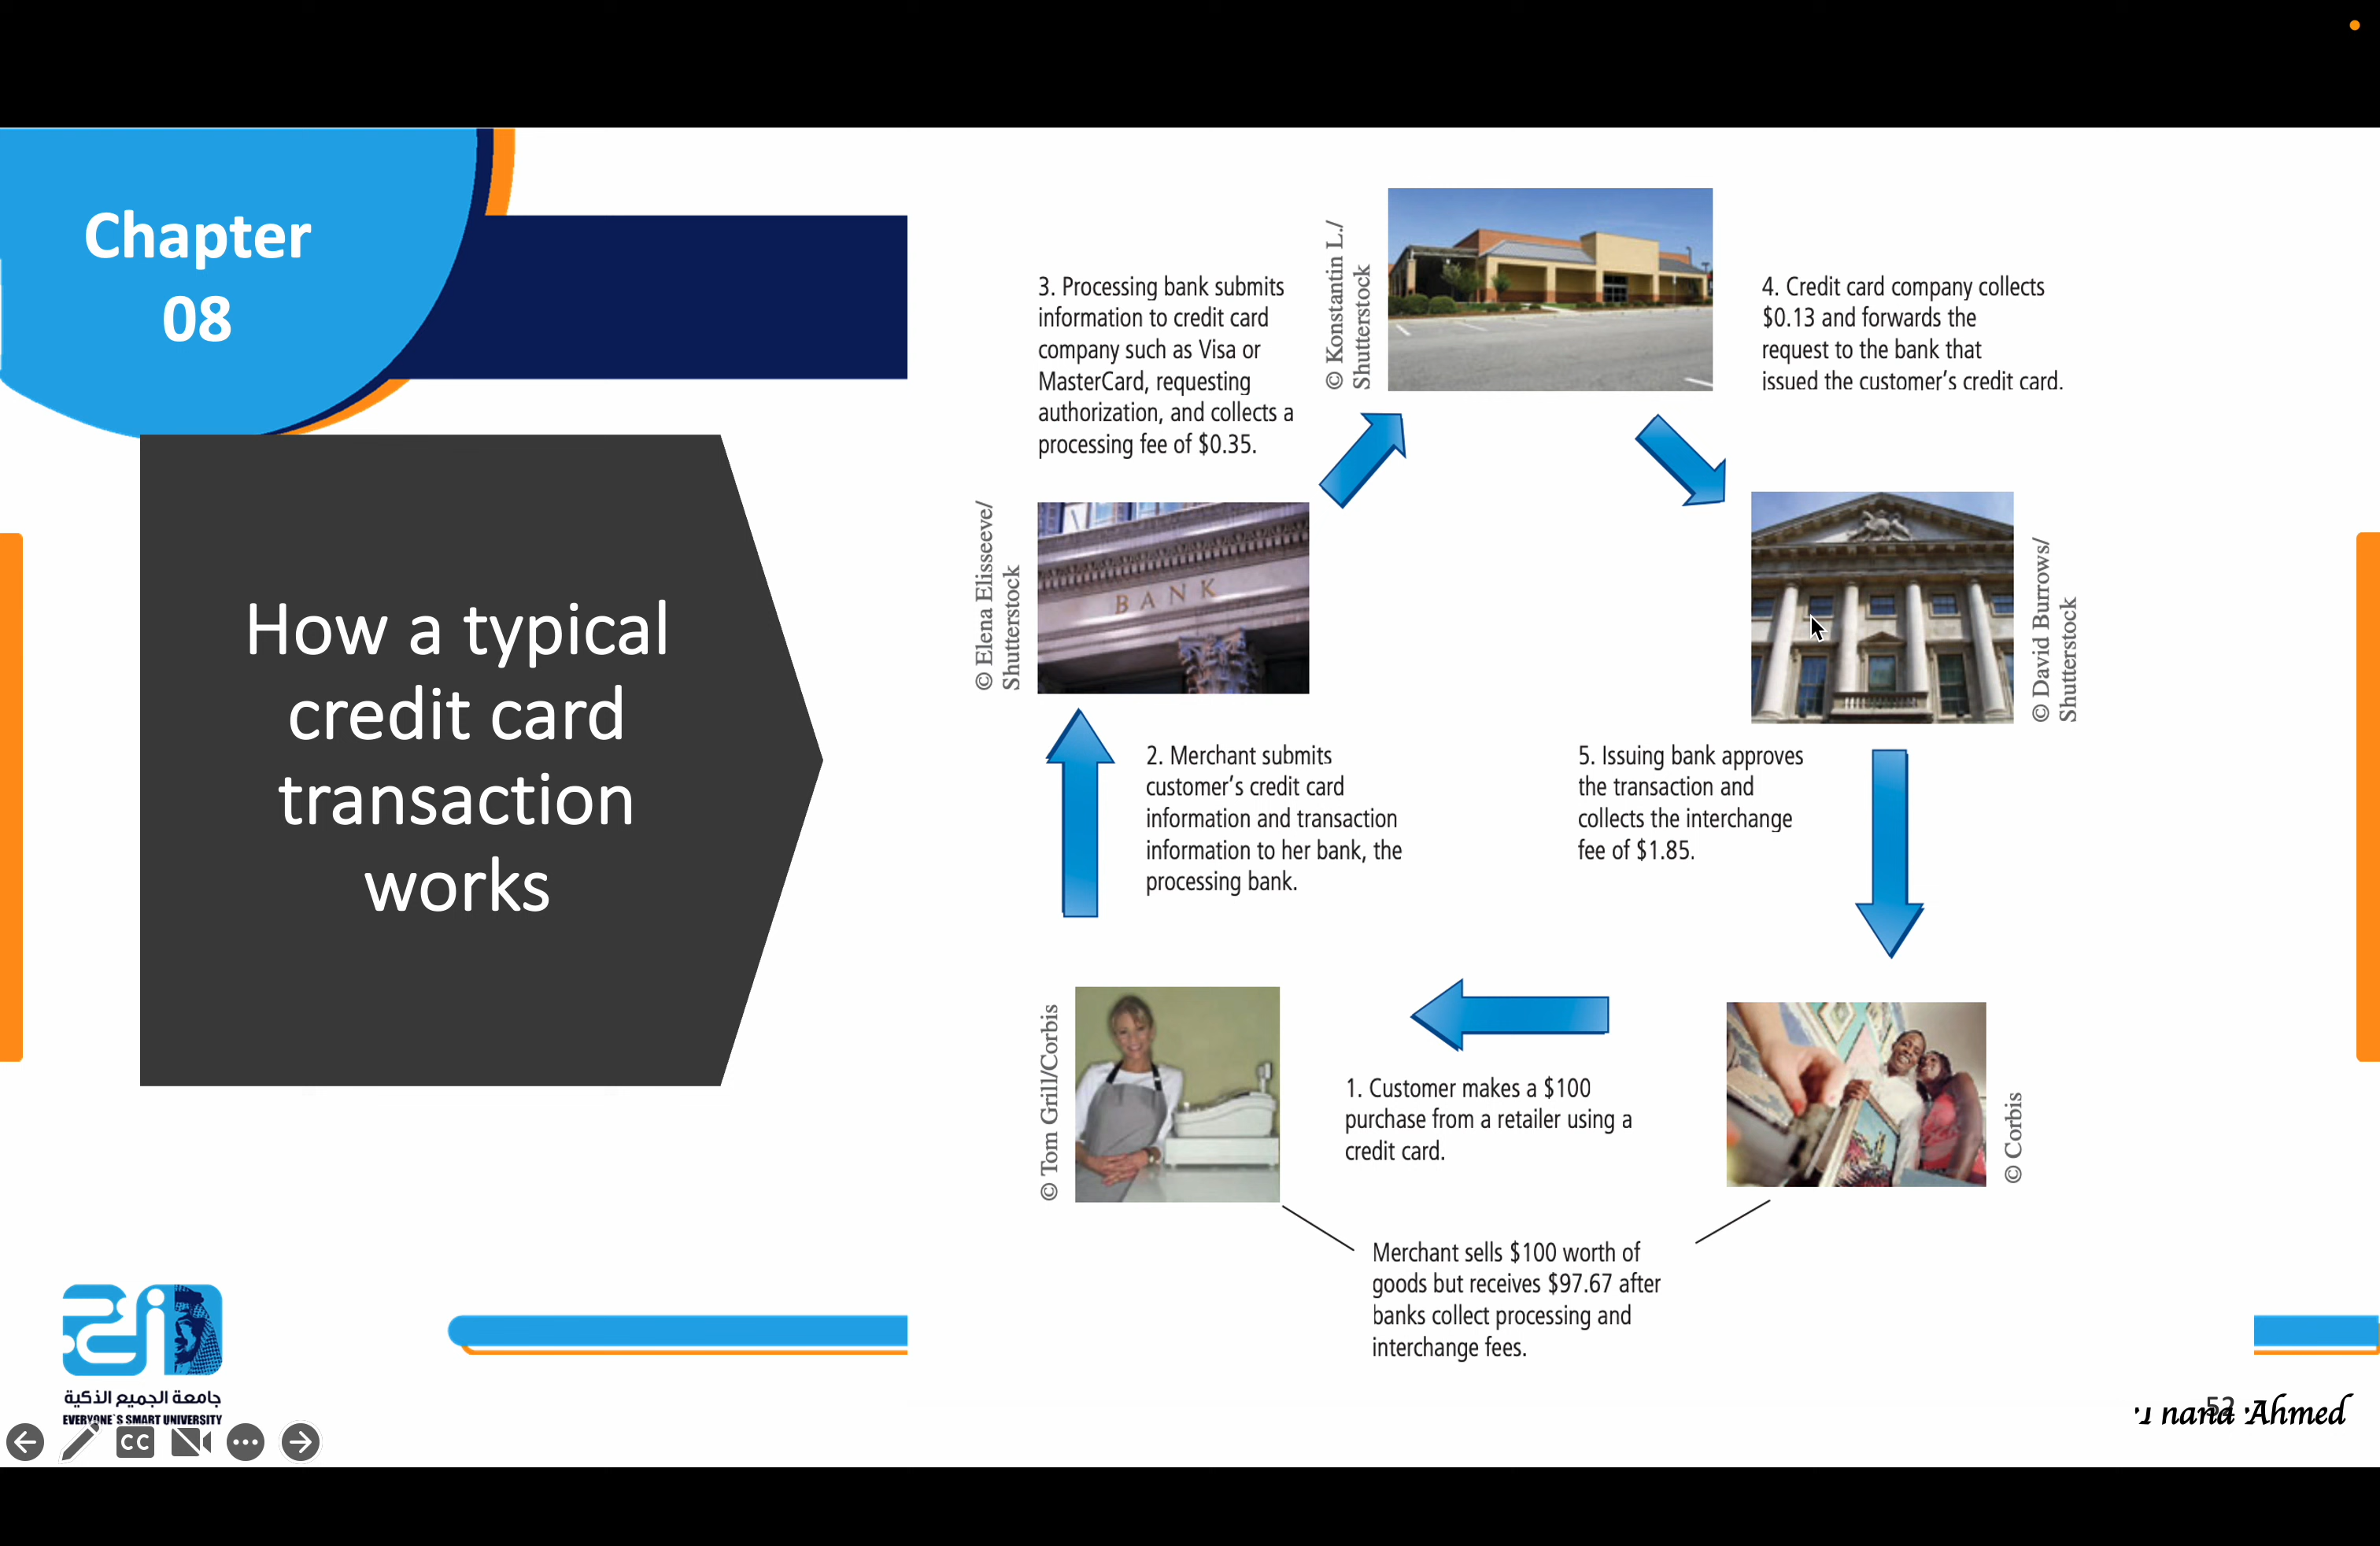 Chapter
08
How a typical
credit card
transaction
works
3. Processing bank submits
information to credit card
company such as Visa or
MasterCard, requesting
authorization, and collects a
processing fee of $0.35.
© Konstantin L./
Shutterstock
4. Credit card company collects
$0.13 and forwards the
request to the bank that
issued the customer's credit card.
© Elena Elisseeve/
Shutterstock
BANK
© David Burrows/
Shutterstock
2. Merchant submits
customer's credit card
information and transaction
information to her bank, the
processing bank.
5. Issuing bank approves
the transaction and
collects the interchange
fee of $1.85.
© Tom Grill/Corbis
1. Customer makes a $100
purchase from a retailer using a
credit card.
© Corbis
Merchant sells $100 worth of
goods but receives $97.67 after
banks collect processing and
interchange fees.
جامعة الجميع الذكية
EVERYONE`S SMART UNIVERSITY
CC
52
Ahmed